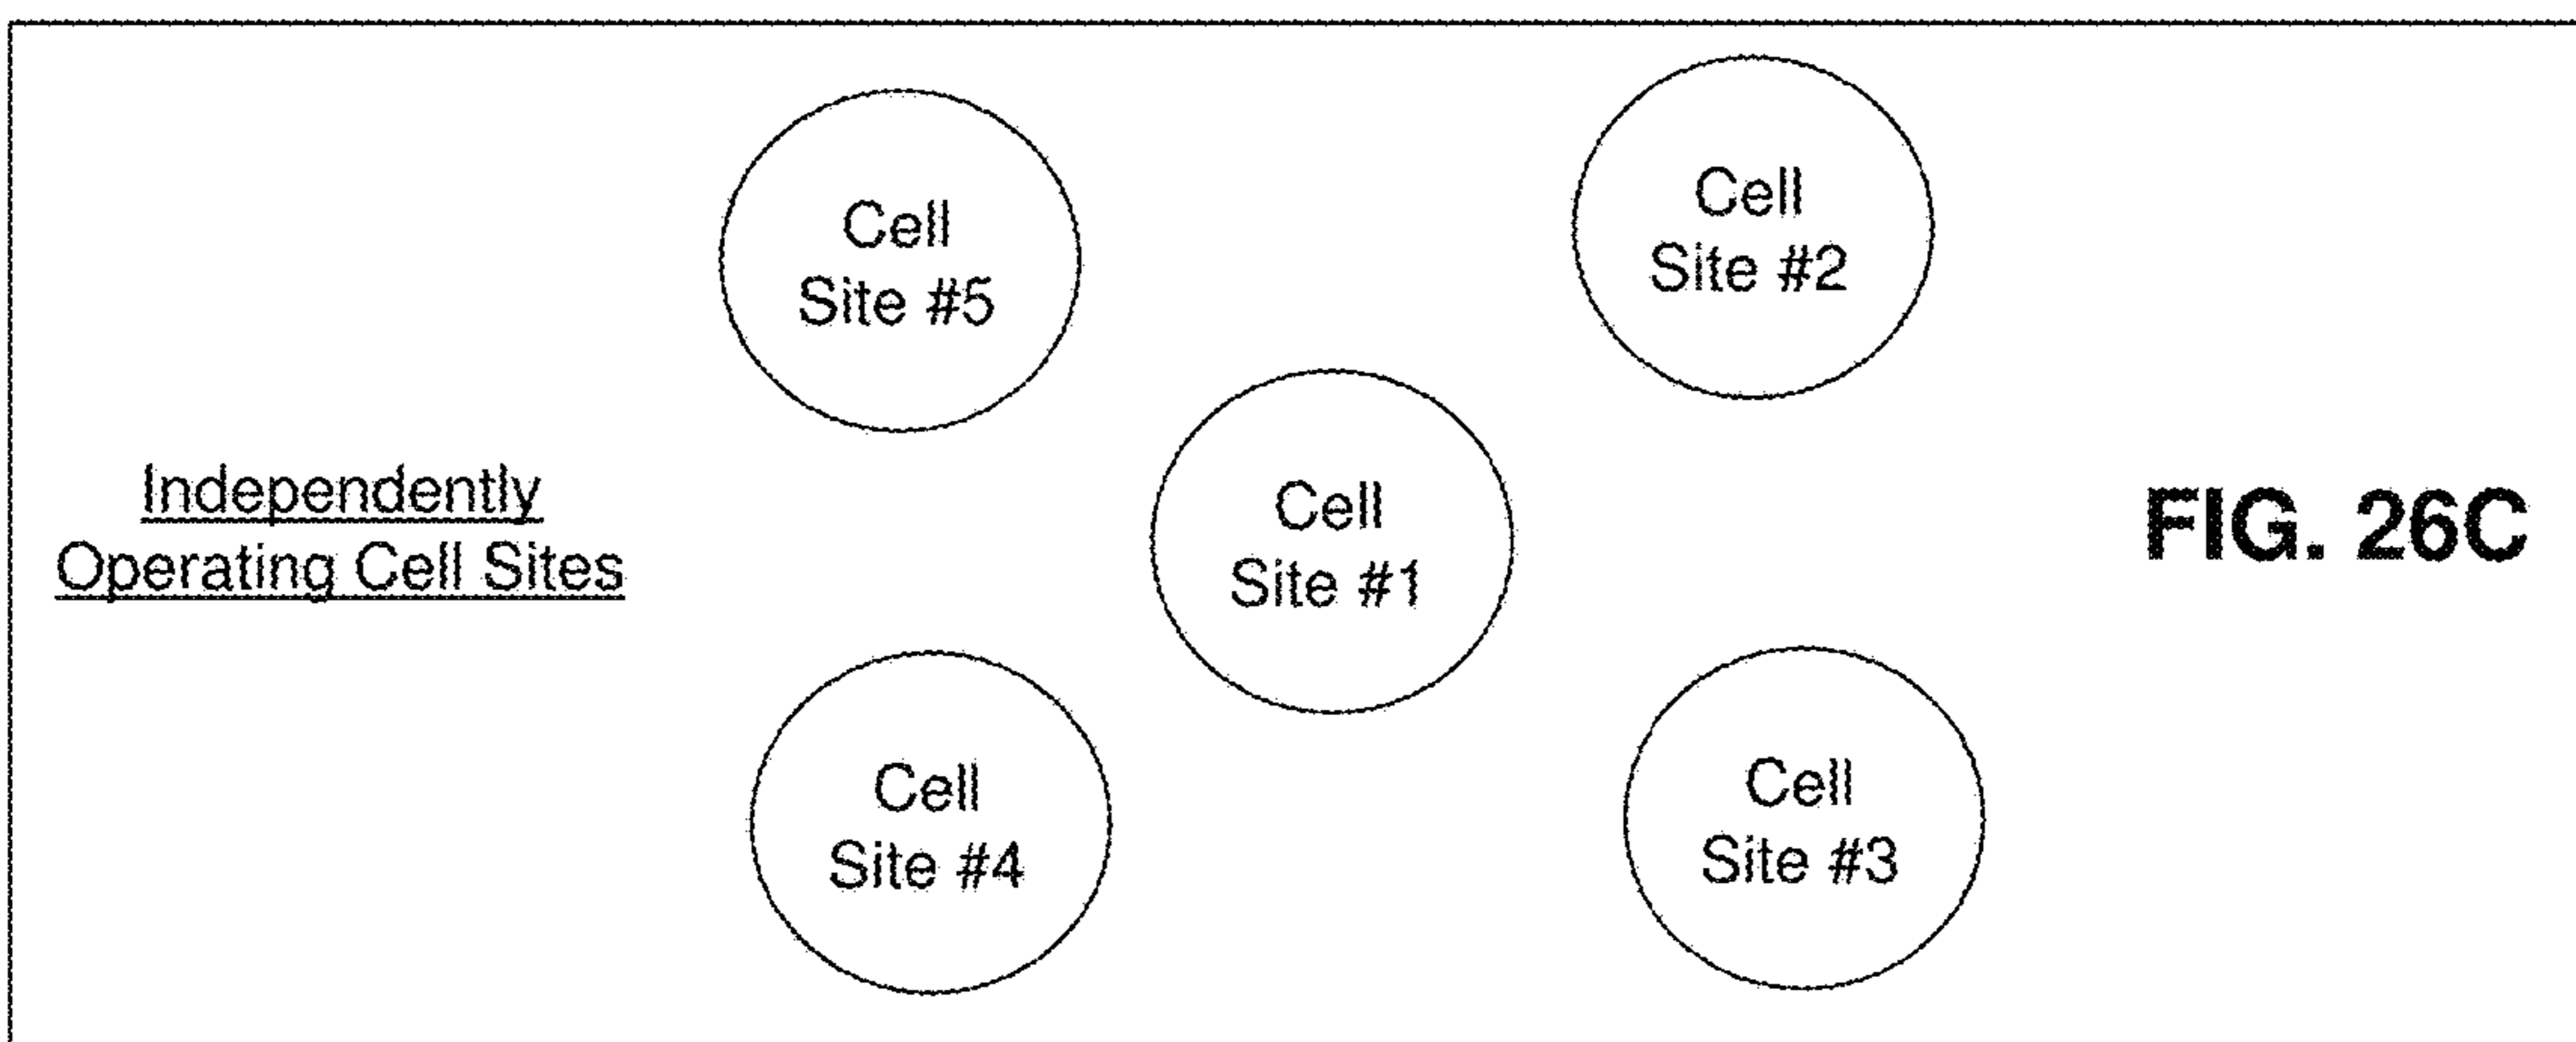 Cell
Site #5
Cell
Site #2
Independently
Operating Cell Sites
Cell
Site #1
FIG. 26C
Cell
Site #4
Cell
Site #3